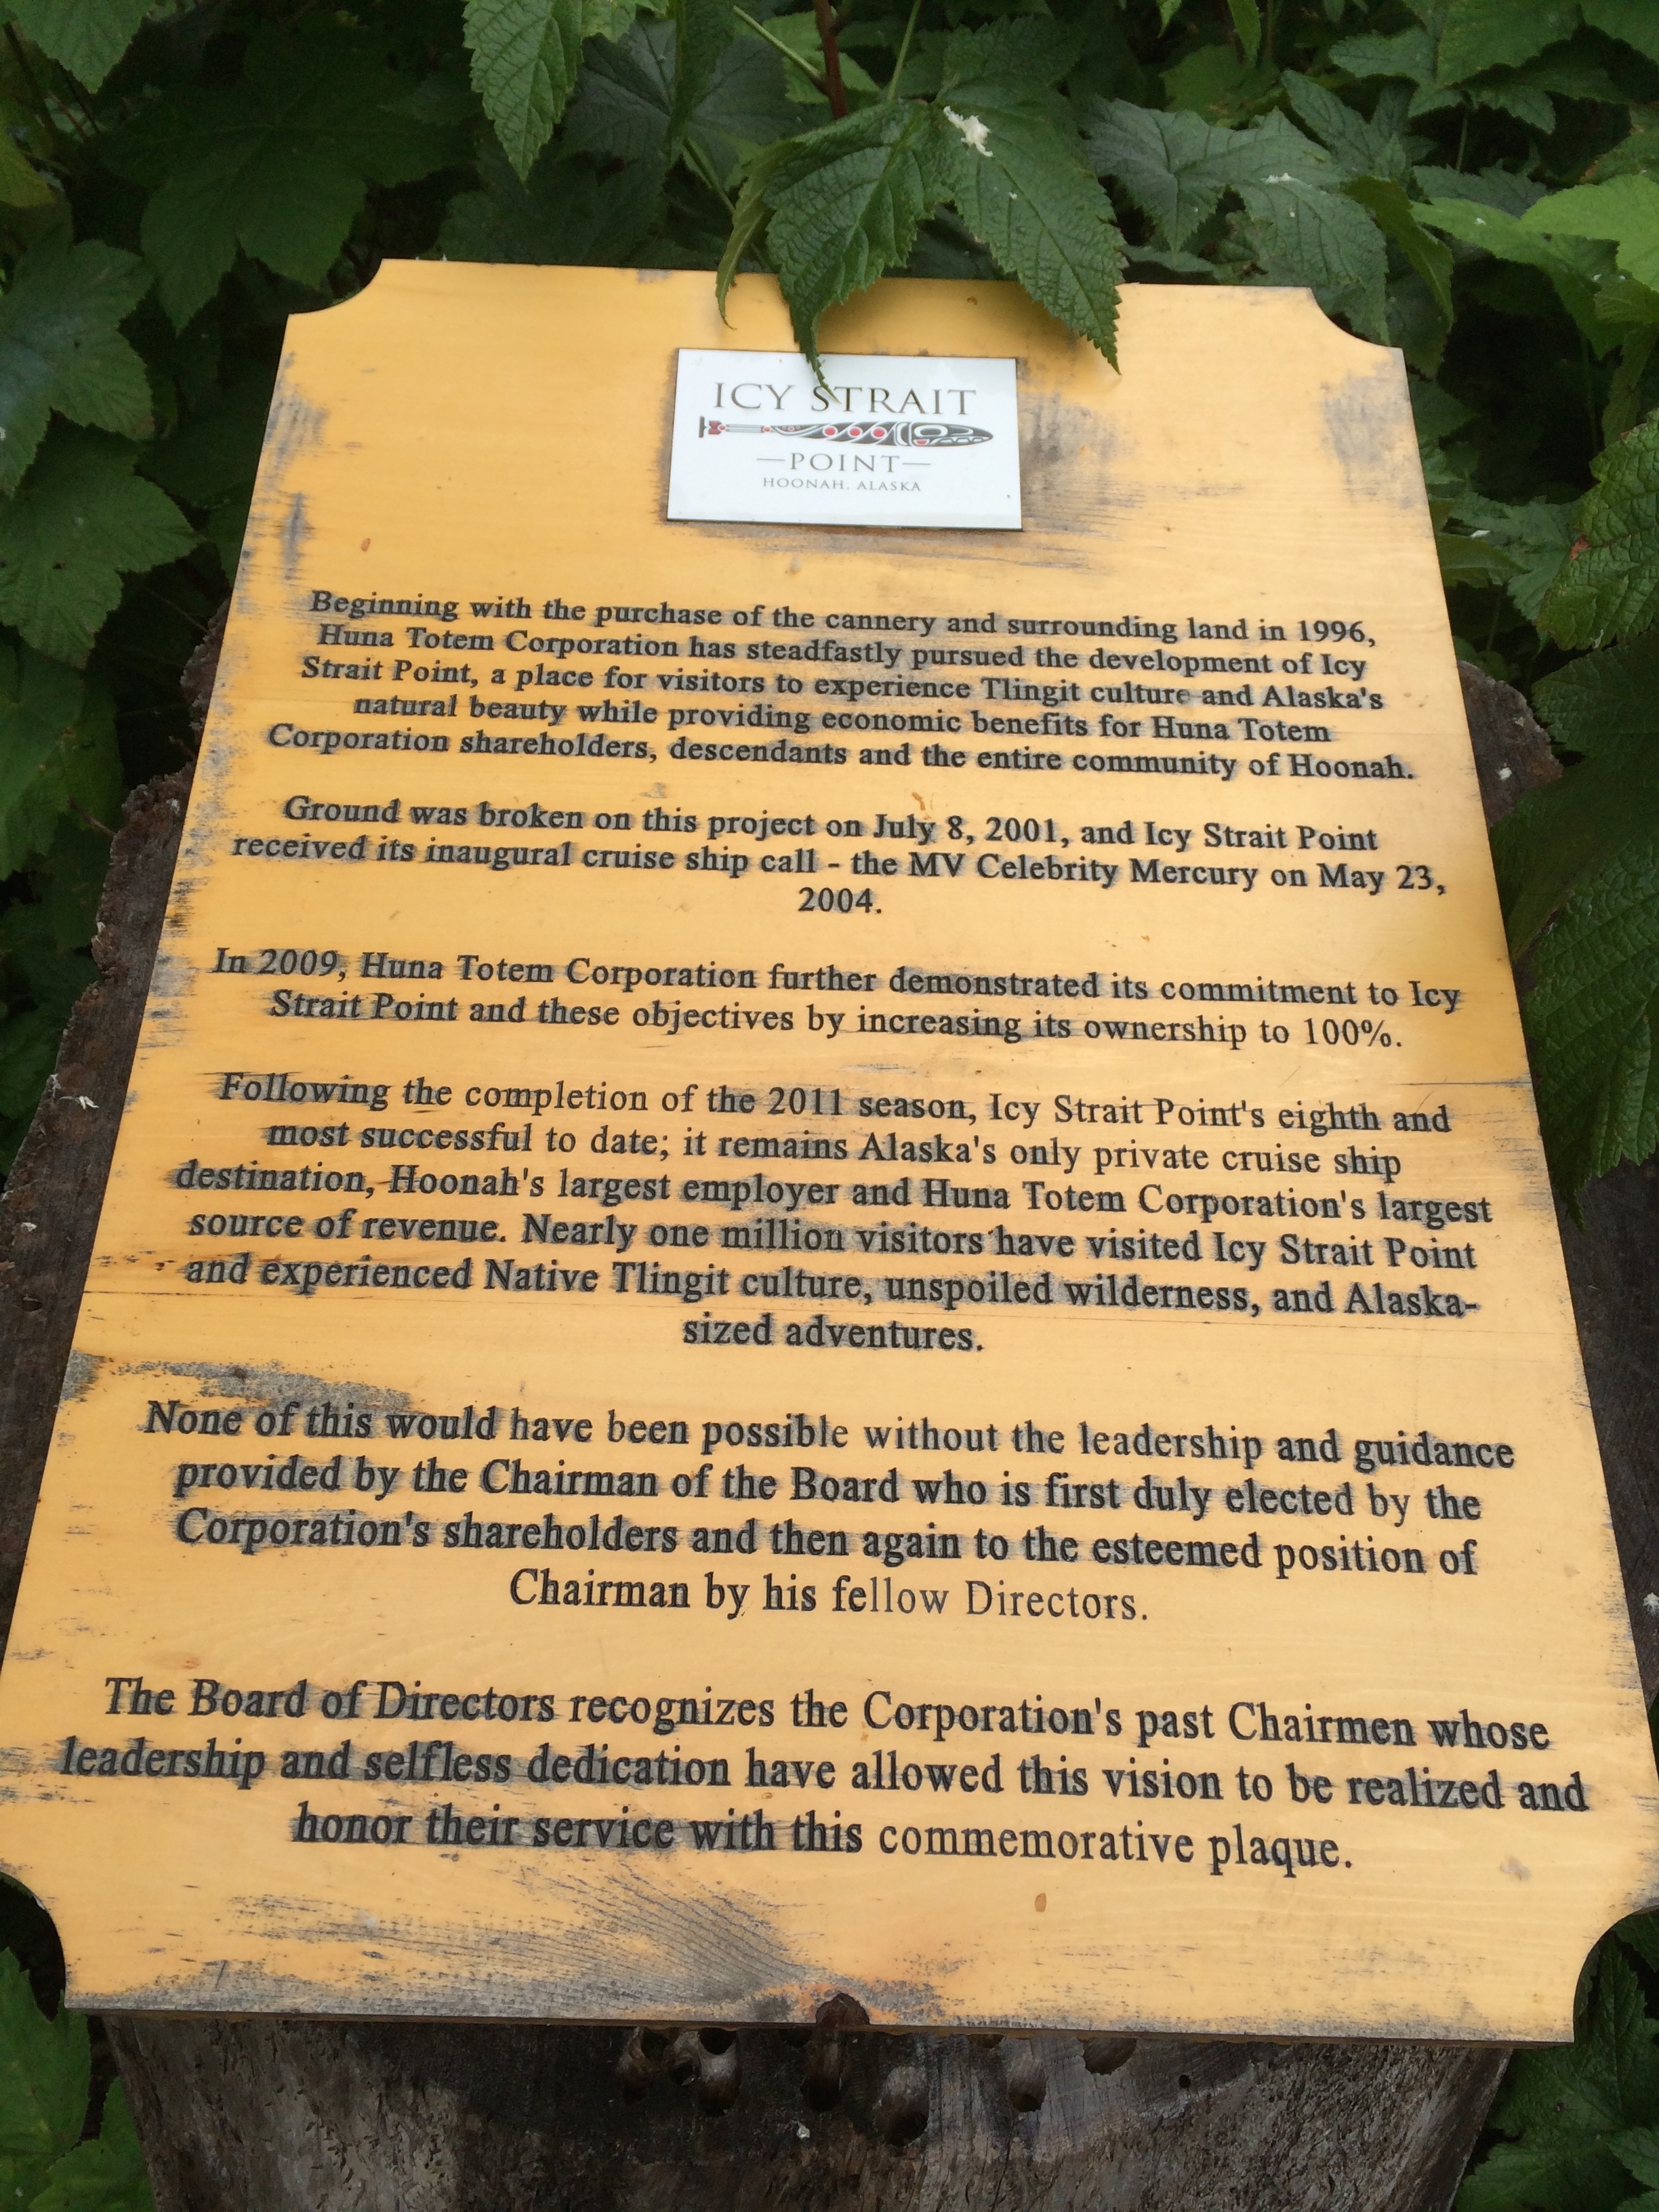 ICY STRAIT
—POINT—
HOONAH, ALASKA
Beginning with the purchase of the cannery and surrounding land in 1996,
Huna Totem Corporation has steadfastly pursued the development of Icy
Strait Point, a place for visitors to experience Tlingit culture and Alaska's
natural beauty while providing economic benefits for Huna Totem
Corporation shareholders, descendants and the entire community of Hoonah.
Ground was broken on this project on July 8, 2001, and Icy Strait Point
received its inaugural cruise ship call - the MV Celebrity Mercury on May 23,
2004.
In 2009, Huna Totem Corporation further demonstrated its commitment to Icy
Strait Point and these objectives by increasing its ownership to 100%.
Following the completion of the 2011 season, Icy Strait Point's eighth and
most successful to date; it remains Alaska's only private cruise ship
destination, Hoonah's largest employer and Huna Totem Corporation's largest
source of revenue. Nearly one million visitors have visited Icy Strait Point
and experienced Native Tlingit culture, unspoiled wilderness, and Alaska-
sized adventures.
None of this would have been possible without the leadership and guidance
provided by the Chairman of the Board who is first duly elected by the
Corporation's shareholders and then again to the esteemed position of
Chairman by his fellow Directors.
The Board of Directors recognizes the Corporation's past Chairmen whose
leadership and selfless dedication have allowed this vision to be realized and
honor their service with this commemorative plaque.